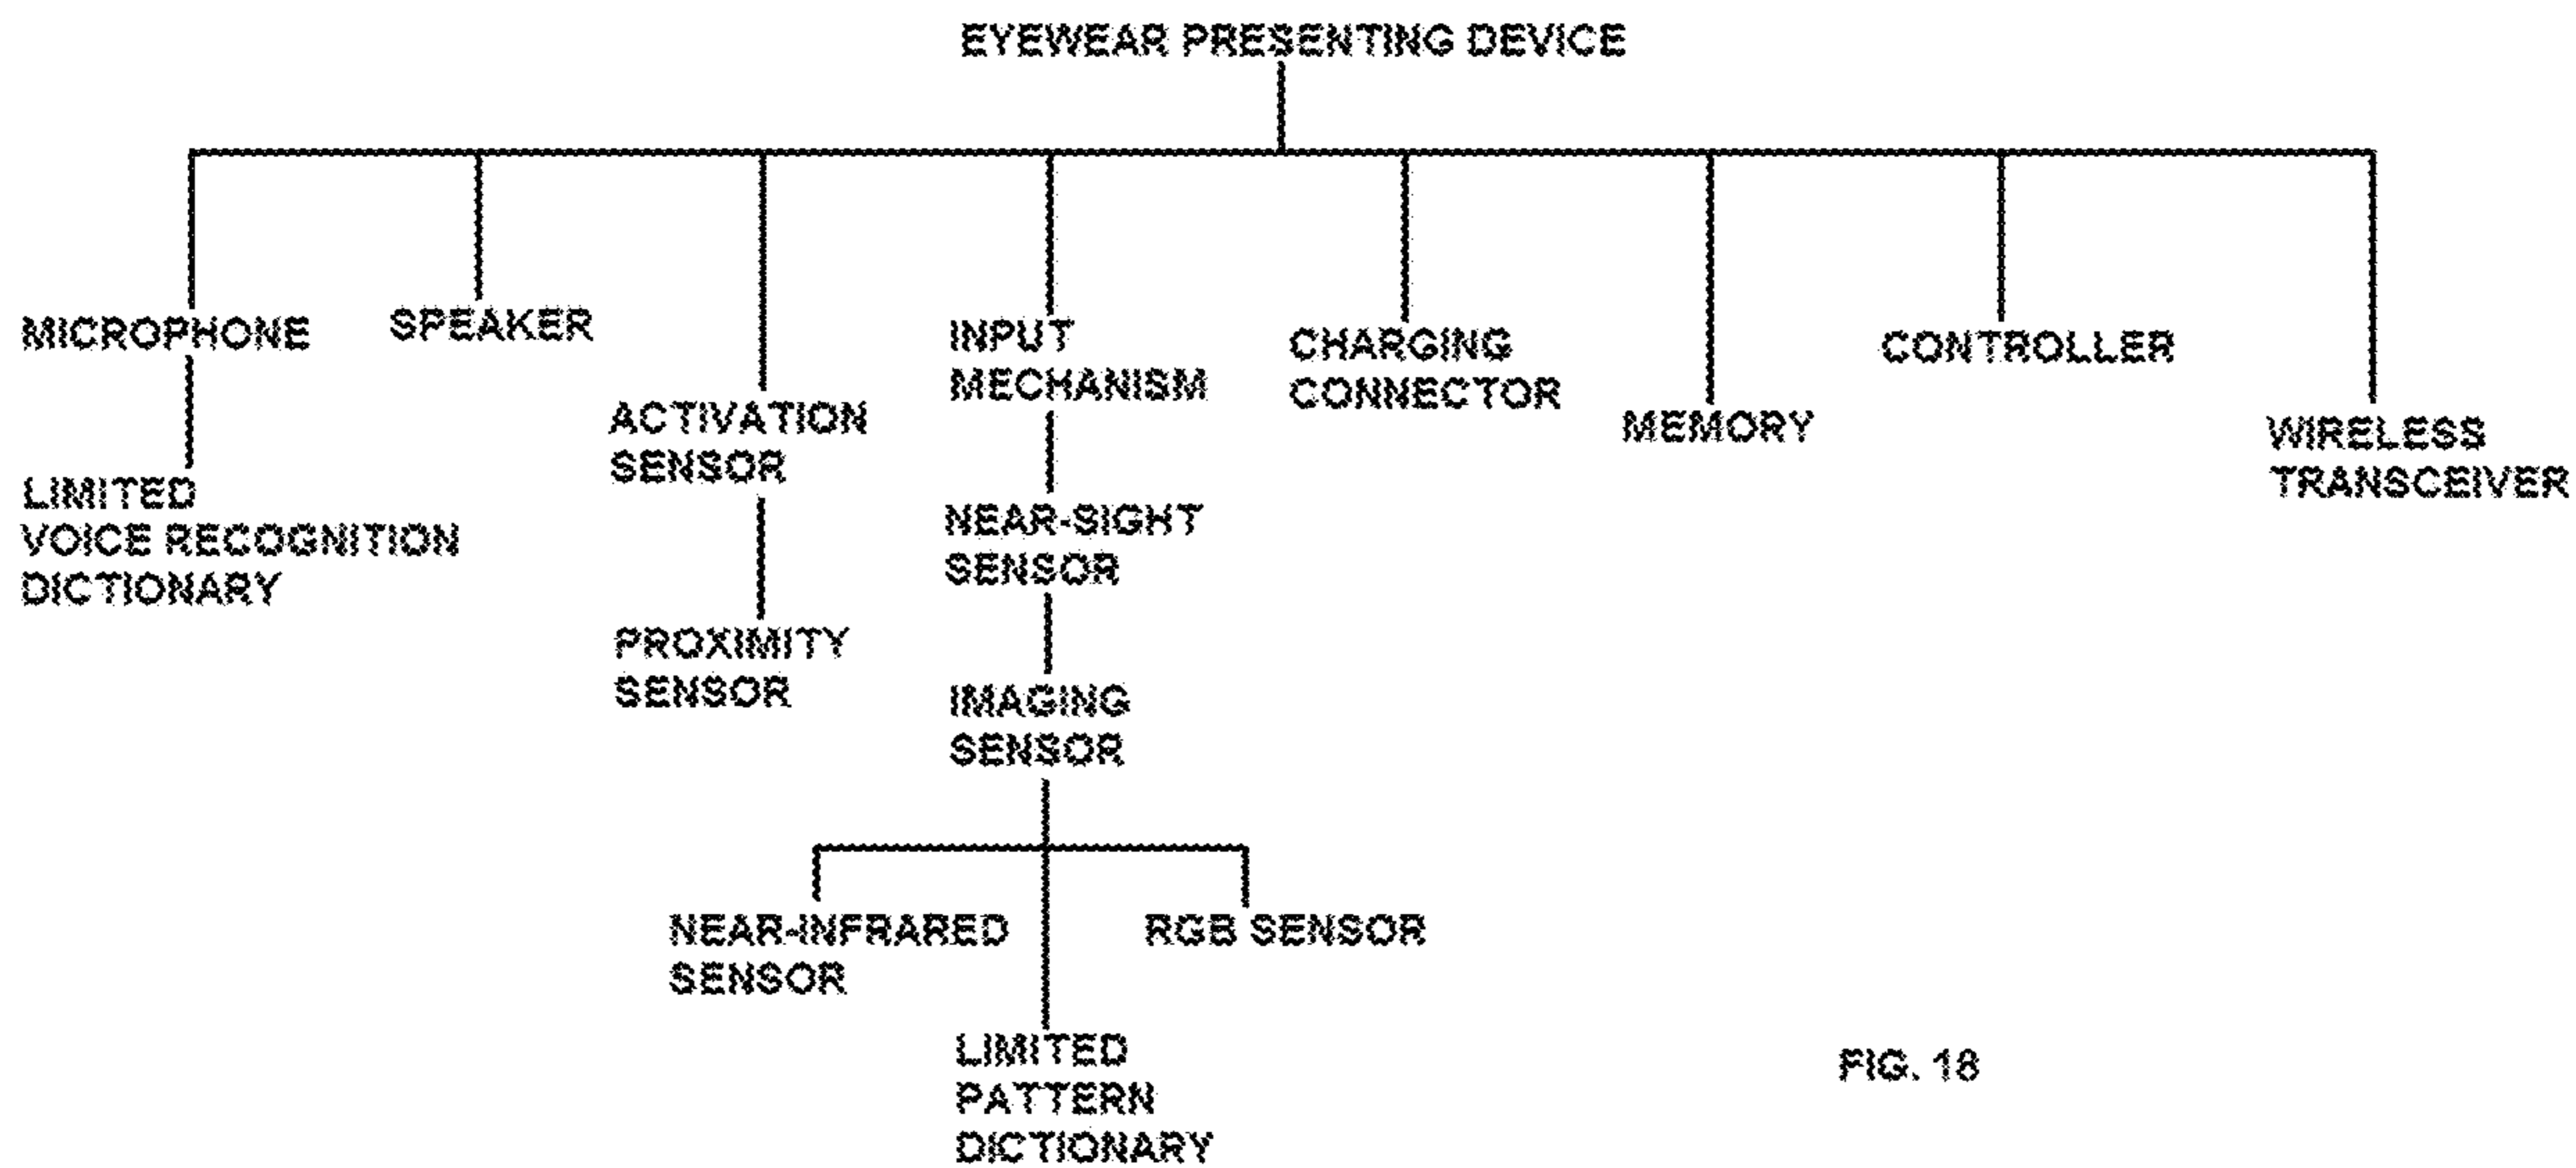 EYEWEAR PRESENTING DEVICE
MICROPHONE
LIMITED
VOICE RECOGNITION
DICTIONARY
SPEAKER
ACTIVATION
SENSOR
PROXIMITY
SENSOR
INPUT
MECHANISM
NEAR-SIGHT
SENSOR
IMAGING
SENSOR
NEAR-INFRARED
SENSOR
LIMITED
PATTERN
DICTIONARY
RGB SENSOR
CHARGING
CONNECTOR
MEMORY
CONTROLLER
WIRELESS
TRANSCEIVER
FIG. 18